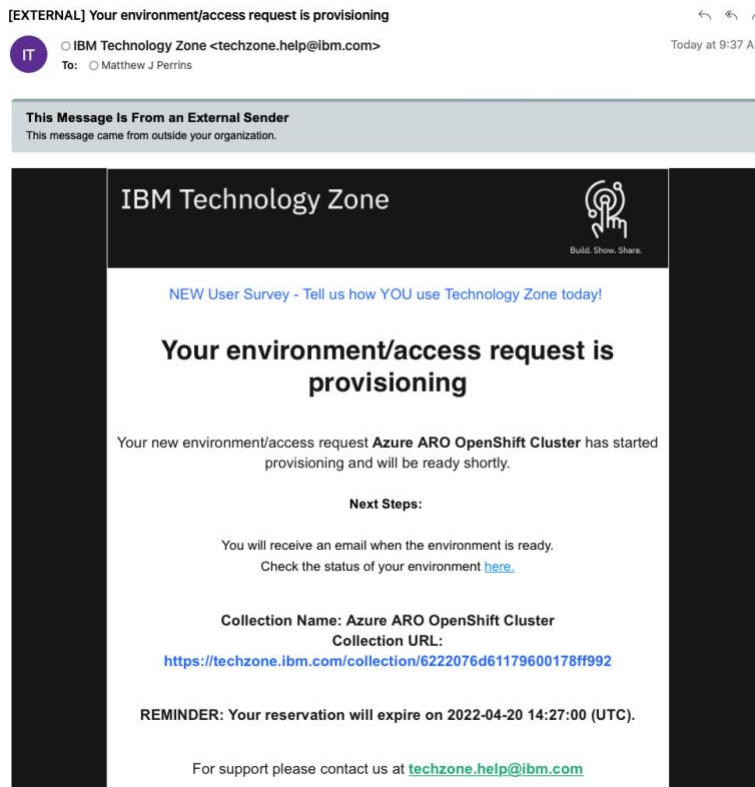 [EXTERNAL] Your environment/access request is provisioning
IT
IBM Technology Zone <techzone.help@ibm.com>
Today at 9:37 A
To: Matthew J Perrins
This Message Is From an External Sender
This message came from outside your organization.
IBM Technology Zone
Build. Show. Share.
NEW User Survey - Tell us how YOU use Technology Zone today!
Your environment/access request is
provisioning
Your new environment/access request Azure ARO OpenShift Cluster has started
provisioning and will be ready shortly.
Next Steps:
You will receive an email when the environment is ready.
Check the status of your environment here.
Collection Name: Azure ARO OpenShift Cluster
Collection URL:
https://techzone.ibm.com/collection/6222076d61179600178ff992
REMINDER: Your reservation will expire on 2022-04-20 14:27:00 (UTC).
For support please contact us at techzone.help@ibm.com